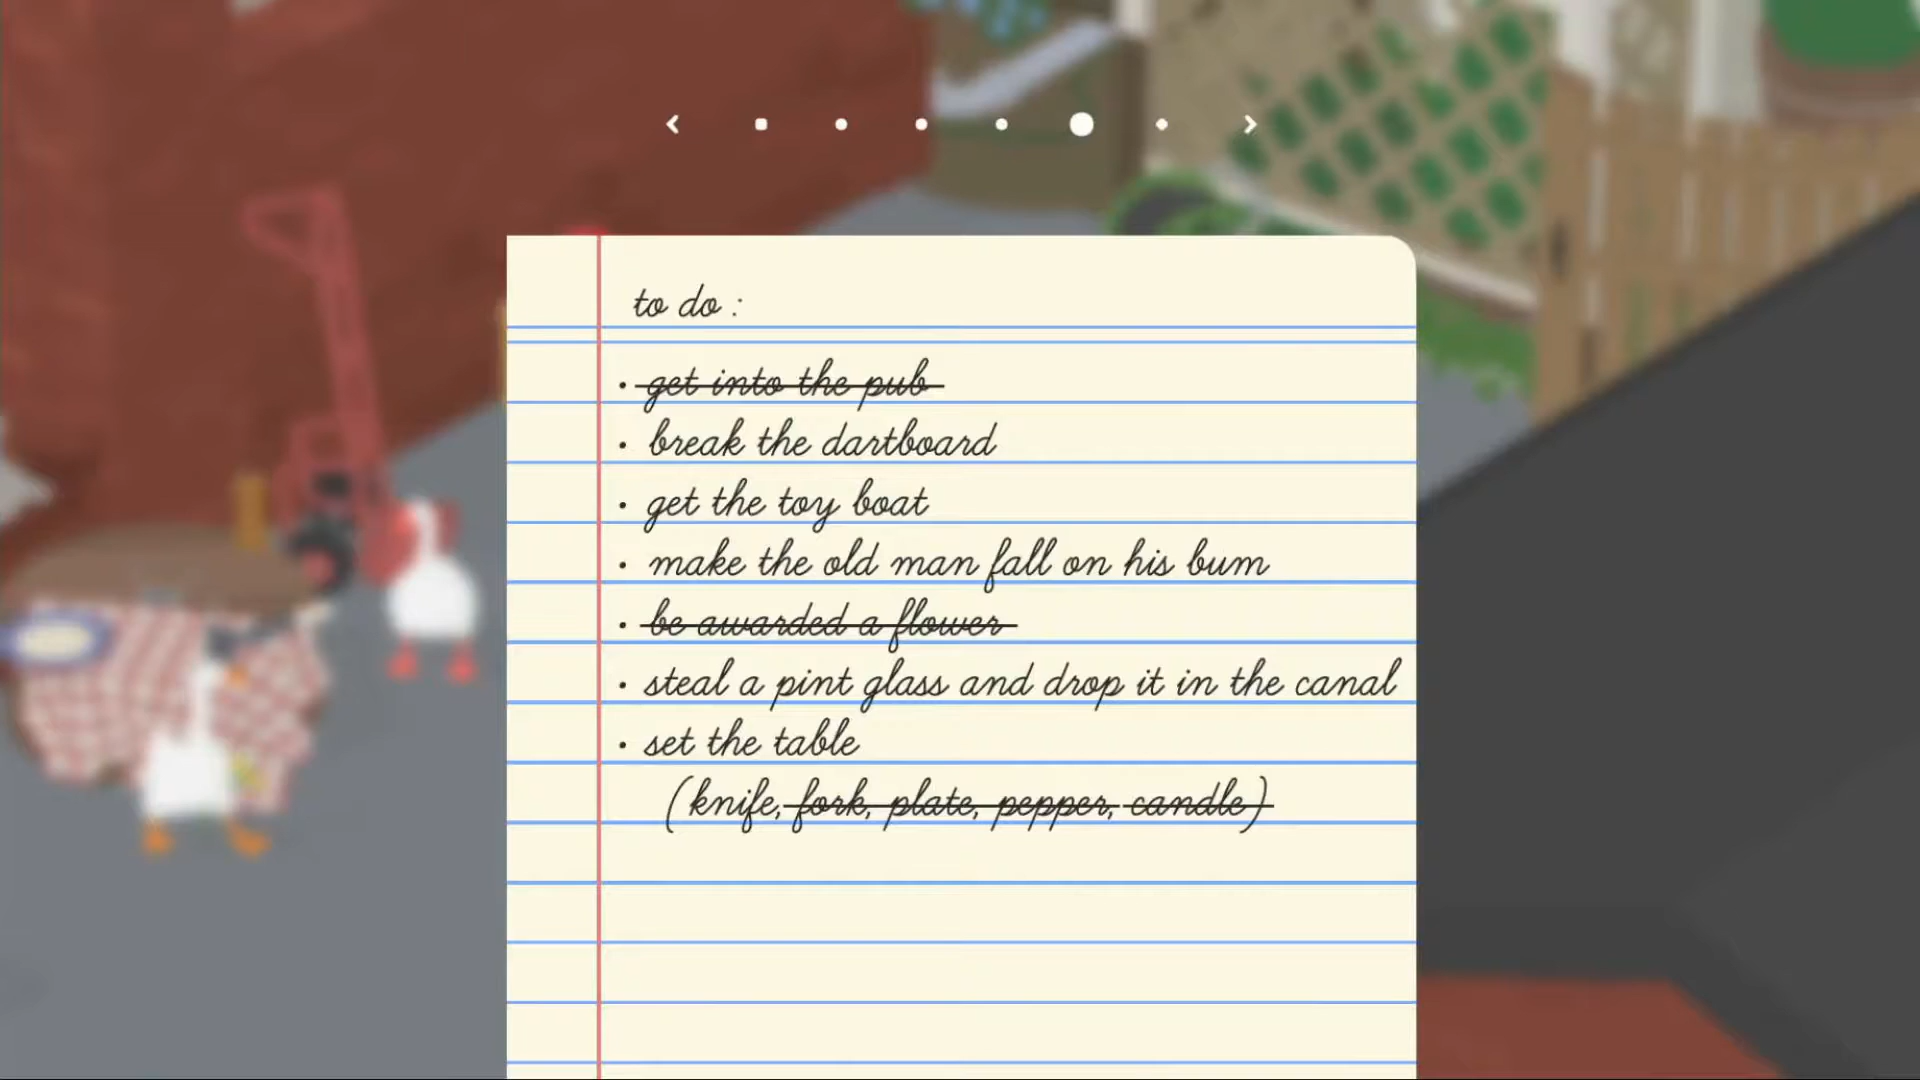 to do :
• get into the pub
• break the dartboard
• get the toy boat
• make the old man fall on his bum
• be awarded a flower
• steal a pint glass and drop it in the canal
• set the table
(knife, fork, plate, pepper, candle)